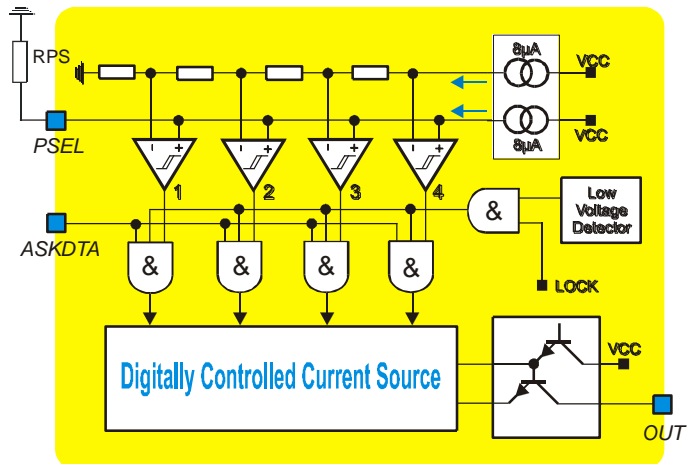 8µA
RPS
VCC
PSEL
VCC
8µA
1
2
3
4
&
Low
Voltage
Detector
ASKDTA
&
&
&
&
LOCK
Digitally Controlled Current Source
VCC
OUT